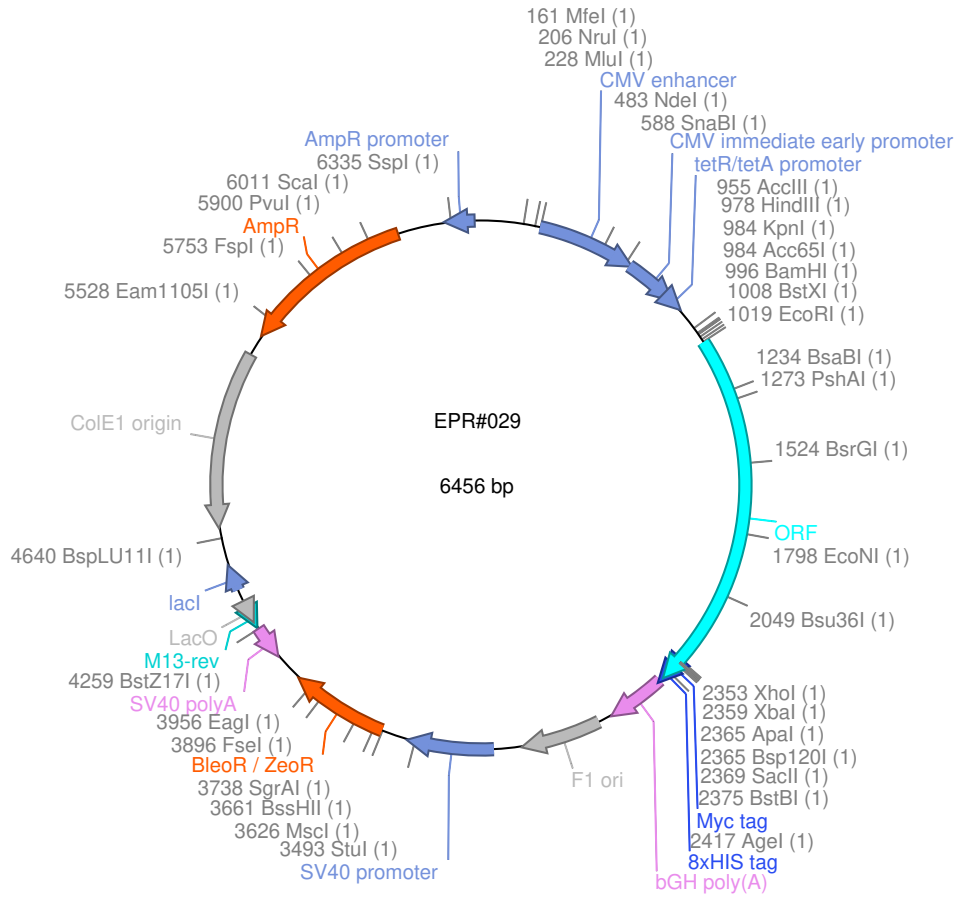 161 MfeI (1)
206 NruI (1)
228 MluI (1)
CMV enhancer
483 NdeI (1)
588 SnaBI (1)
CMV immediate early promoter
tetR/tetA promoter
955 AccIII (1)
978 HindIII (1)
984 KpnI (1)
984 Acc65I (1)
996 BamHI (1)
1008 BstXI (1)
1019 EcoRI (1)
1234 BsaBI (1)
1273 PshAI (1)
1524 BsrGI (1)
ORF
1798 EcoNI (1)
2049 Bsu36I (1)
2353 XhoI (1)
2359 XbaI (1)
2365 ApaI (1)
2365 Bsp120I (1)
2369 SacII (1)
2375 BstBI (1)
Myc tag
2417 AgeI (1)
8xHIS tag
bGH poly(A)
F1 ori
SV40 promoter
3493 StuI (1)
3626 MscI (1)
3661 BssHII (1)
3738 SgrAI (1)
BleoR / ZeoR
3896 FseI (1)
3956 EagI (1)
SV40 polyA
4259 BstZ17I (1)
M13-rev
LacO
lacI
4640 BspLU11I (1)
ColE1 origin
5528 Eam1105I (1)
5753 FspI (1)
AmpR
5900 PvuI (1)
6011 ScaI (1)
6335 SspI (1)
AmpR promoter
EPR#029
6456 bp